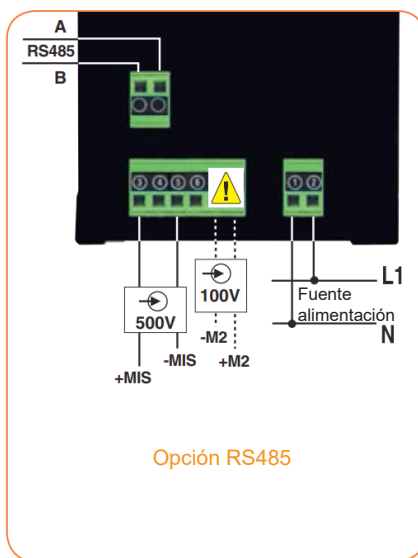 A
RS485
B
3 4 5 6
1 2
500V
100V
-M2
+M2
+MIS
-MIS
L1
Fuente
alimentación
N
Opción RS485